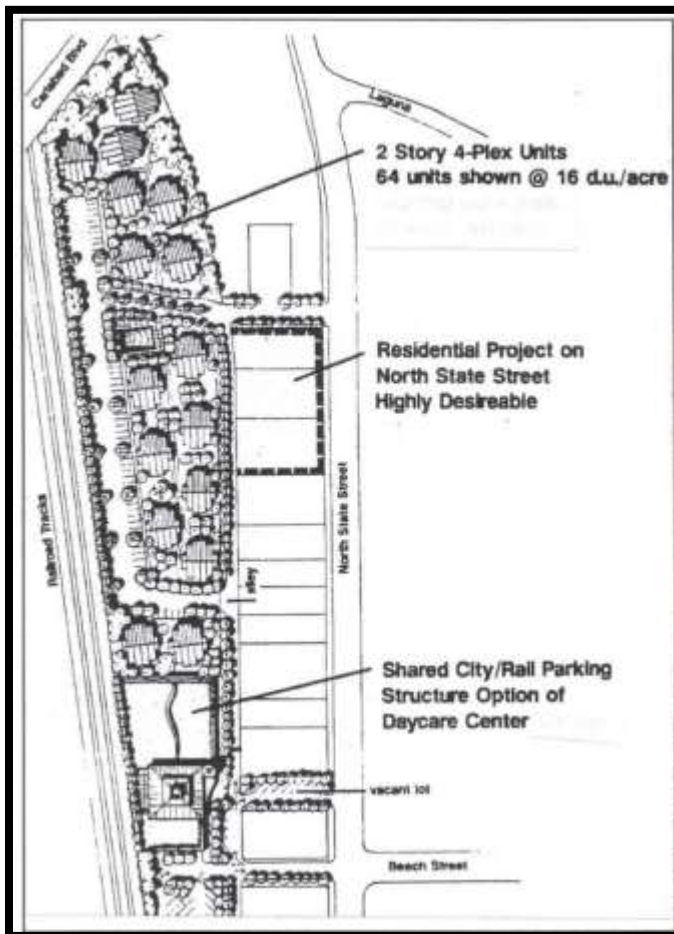 Carlsbad Blvd
Laguna
2 Story 4-Plex Units
64 units shown @ 16 d.u./acre
Residential Project on
North State Street
Highly Desireable
Railroad Tracks
North State Street
alley
Shared City/Rail Parking
Structure Option of
Daycare Center
vacant lot
Beech Street